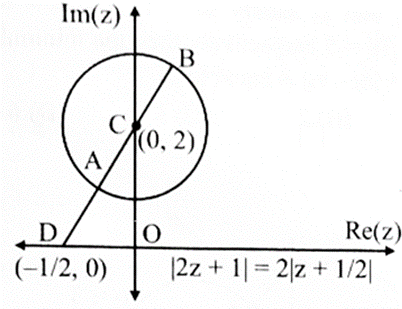 Im(z)
B
C
(0, 2)
A
D
O
Re(z)
(–1/2, 0)
|2z + 1| = 2|z + 1/2|